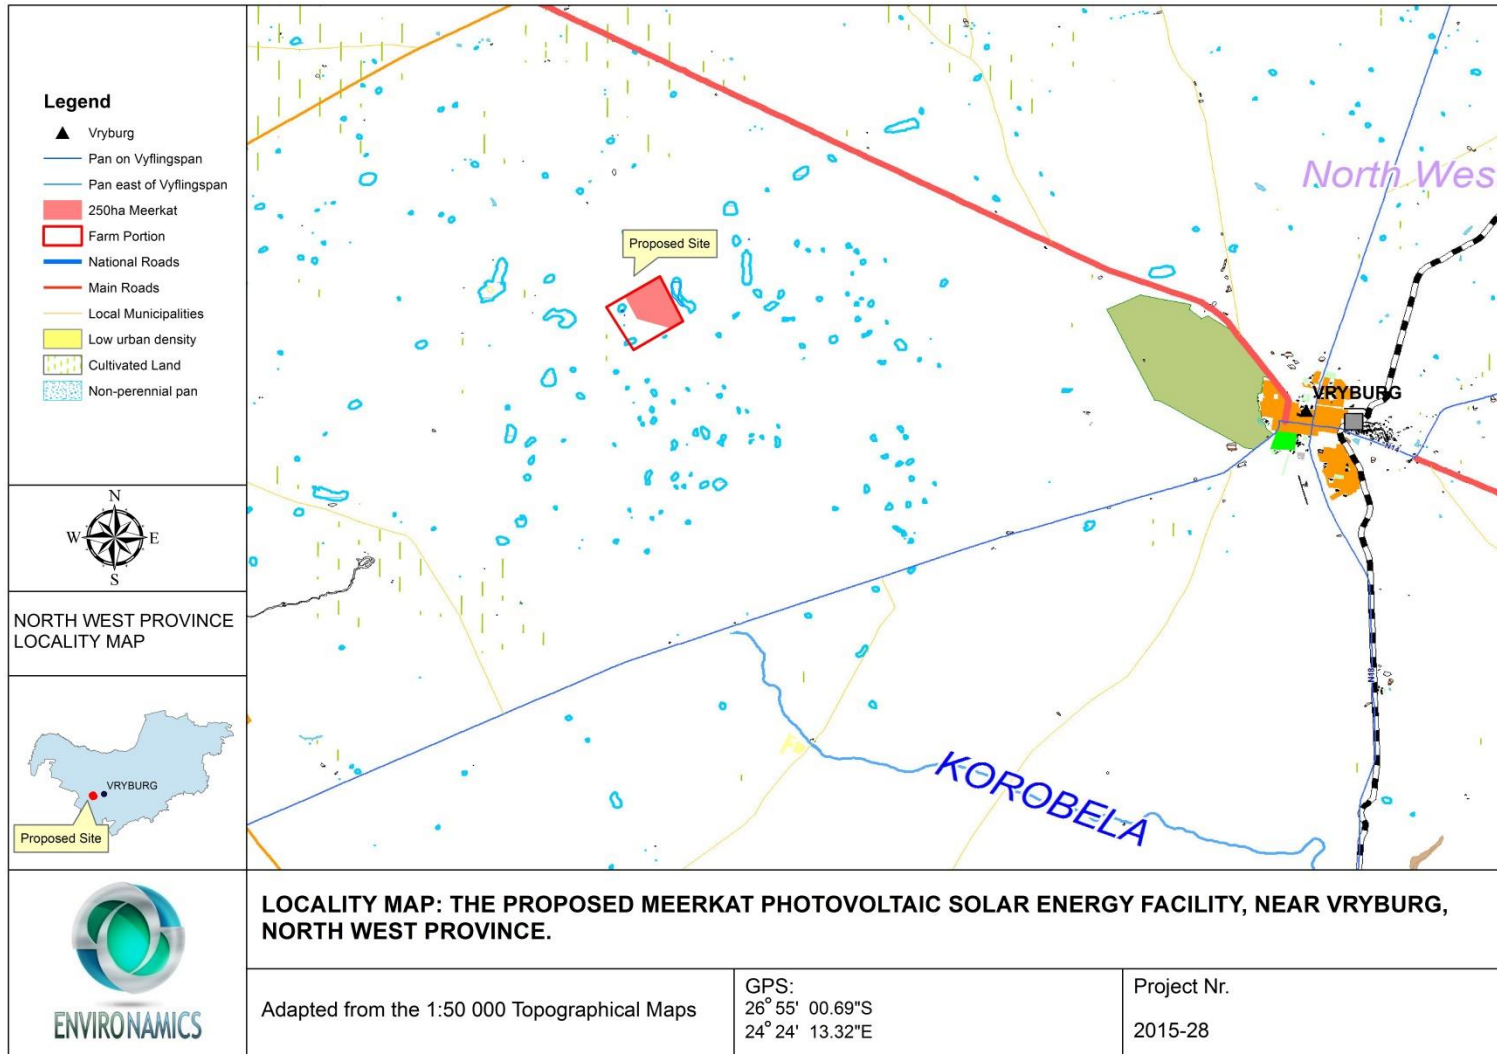 Legend
Vryburg
Pan on Vyflingspan
Pan east of Vyflingspan
250ha Meerkat
Farm Portion
National Roads
Main Roads
Local Municipalities
Low urban density
Cultivated Land
Non-perennial pan
N
W E
S
NORTH WEST PROVINCE
LOCALITY MAP
VRYBURG
Proposed Site
ENVIRONAMICS
North Wes
Proposed Site
VRYBURG
N14
N18
KOROBELA
LOCALITY MAP: THE PROPOSED MEERKAT PHOTOVOLTAIC SOLAR ENERGY FACILITY, NEAR VRYBURG,
NORTH WEST PROVINCE.
Adapted from the 1:50 000 Topographical Maps
GPS:
26° 55' 00.69"S
24° 24' 13.32"E
Project Nr.
2015-28